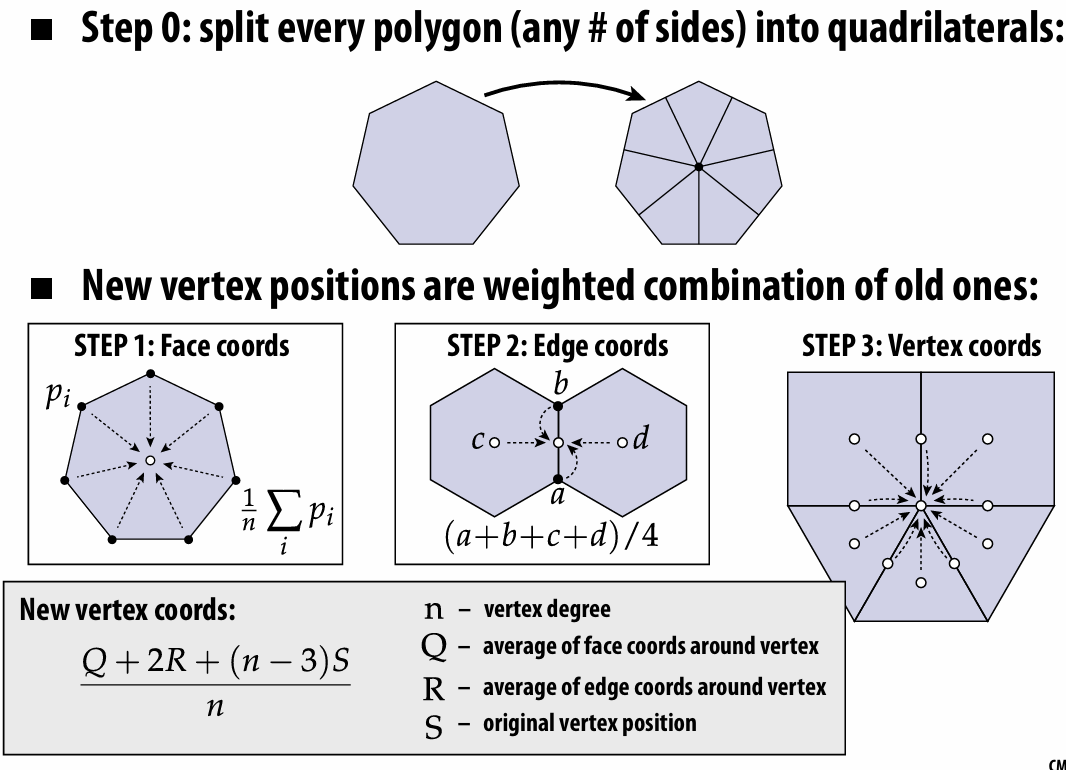 ■ Step 0: split every polygon (any # of sides) into quadrilaterals:
■ New vertex positions are weighted combination of old ones:
STEP 1: Face coords
p_i
\frac{1}{n} \sum_i p_i
STEP 2: Edge coords
b
c
d
a
(a+b+c+d)/4
STEP 3: Vertex coords
New vertex coords:
\frac{Q + 2R + (n − 3)S}{n}
n – vertex degree
Q – average of face coords around vertex
R – average of edge coords around vertex
S – original vertex position